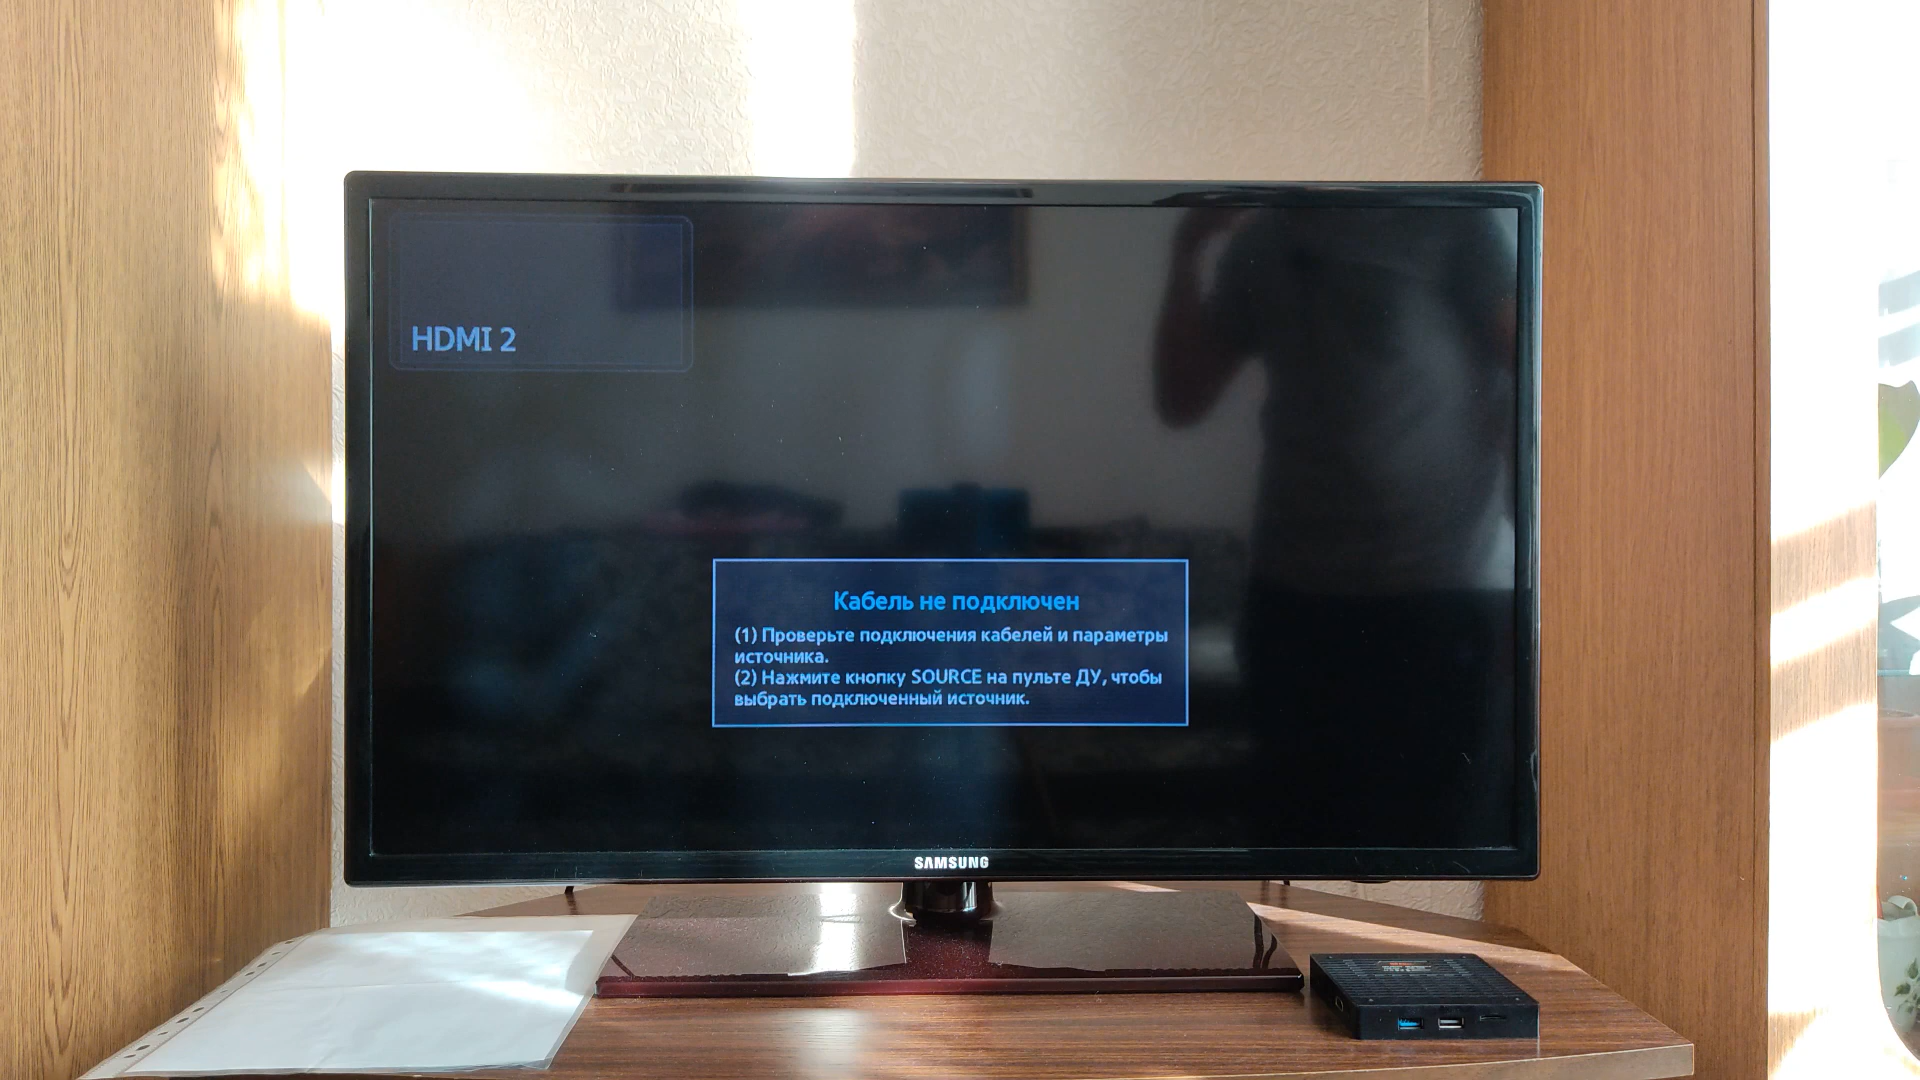 HDMI 2
Кабель не подключен
(1) Проверьте подключения кабелей и параметры
источника.
(2) Нажмите кнопку SOURCE на пульте ДУ, чтобы
выбрать подключенный источник.
SAMSUNG